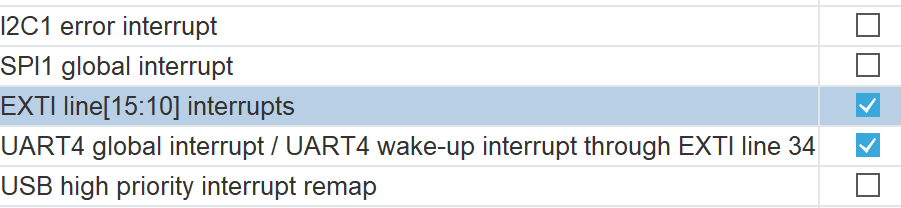 I2C1 error interrupt
SPI1 global interrupt
EXTI line[15:10] interrupts
UART4 global interrupt / UART4 wake-up interrupt through EXTI line 34
USB high priority interrupt remap